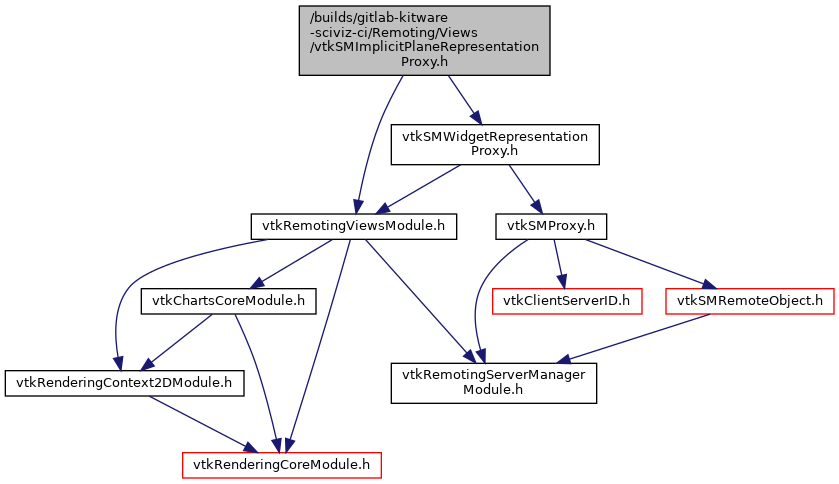 /builds/gitlab-kitware
-sciviz-ci/Remoting/Views
/vtkSMImplicitPlaneRepresentation
Proxy.h
vtkSMWidgetRepresentation
Proxy.h
vtkRemotingViewsModule.h
vtkSMProxy.h
vtkChartsCoreModule.h
vtkClientServerID.h
vtkSMRemoteObject.h
vtkRenderingContext2DModule.h
vtkRemotingServerManager
Module.h
vtkRenderingCoreModule.h